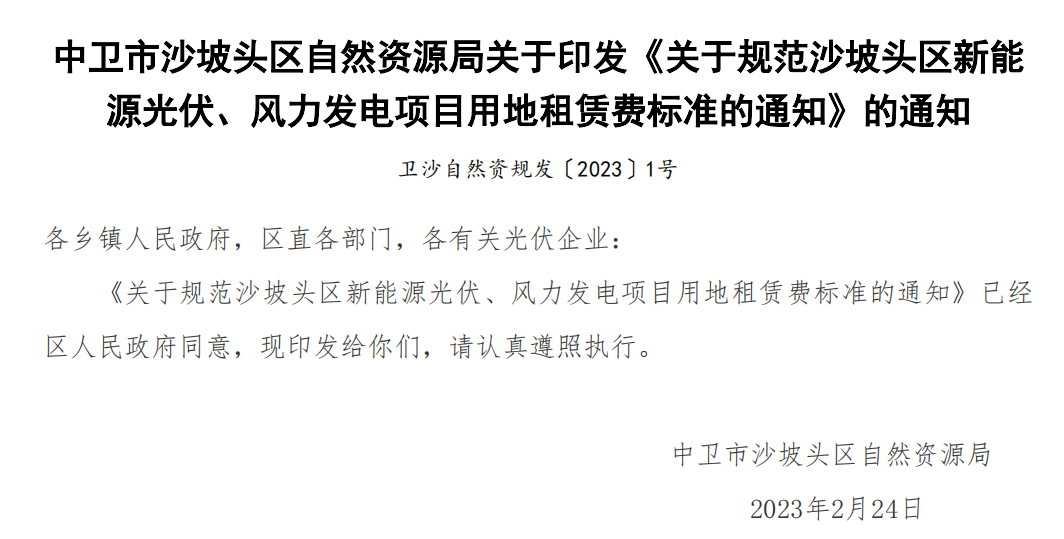 中卫市沙坡头区自然资源局关于印发《关于规范沙坡头区新能
源光伏、风力发电项目用地租赁费标准的通知》的通知
卫沙自然资规发〔2023〕1号
各乡镇人民政府，区直各部门，各有关光伏企业：
《关于规范沙坡头区新能源光伏、风力发电项目用地租赁费标准的通知》已经
区人民政府同意，现印发给你们，请认真遵照执行。
中卫市沙坡头区自然资源局
2023年2月24日